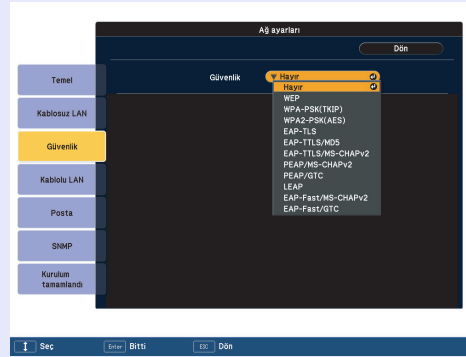 Ağ ayarları
Dön
Temel
Kablosuz LAN
Güvenlik
Kablolu LAN
Posta
SNMP
Kurulum
tamamlandı
Güvenlik
Hayır
Hayır
WEP
WPA-PSK(TKIP)
WPA2-PSK(AES)
EAP-TLS
EAP-TTLS/MD5
EAP-TTLS/MS-CHAPv2
PEAP/MS-CHAPv2
PEAP/GTC
LEAP
EAP-Fast/MS-CHAPv2
EAP-Fast/GTC
Seç Enter Bitti ESC Dön